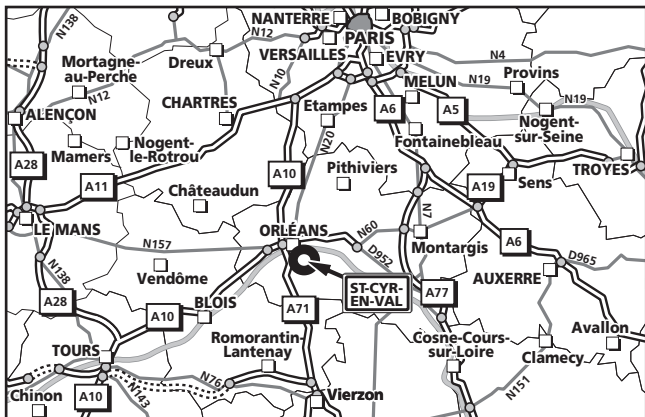 N138
NANTERRE
BOBIGNY
N12
PARIS
VERSAILLES
EVRY
N4
Mortagne-
au-Perche
Dreux
N10
MELUN
N19
Provins
N12
CHARTRES
Etampes
A6
A5
N19
ALENÇON
Fontainebleau
Nogent-
sur-Seine
Mamers
Nogent-
le-Rotrou
N20
A28
A11
A10
Pithiviers
TROYES
Châteaudun
A19
Sens
LE MANS
ORLÉANS
N60
N7
N157
D952
Montargis
A6
D965
N138
Vendôme
ST-CYR-
EN-VAL
AUXERRE
A28
A10
BLOIS
A71
A77
Romorantin-
Lantenay
Cosne-Cours-
sur-Loire
Avallon
TOURS
Clamecy
N76
Chinon
A10
N143
Vierzon
N151